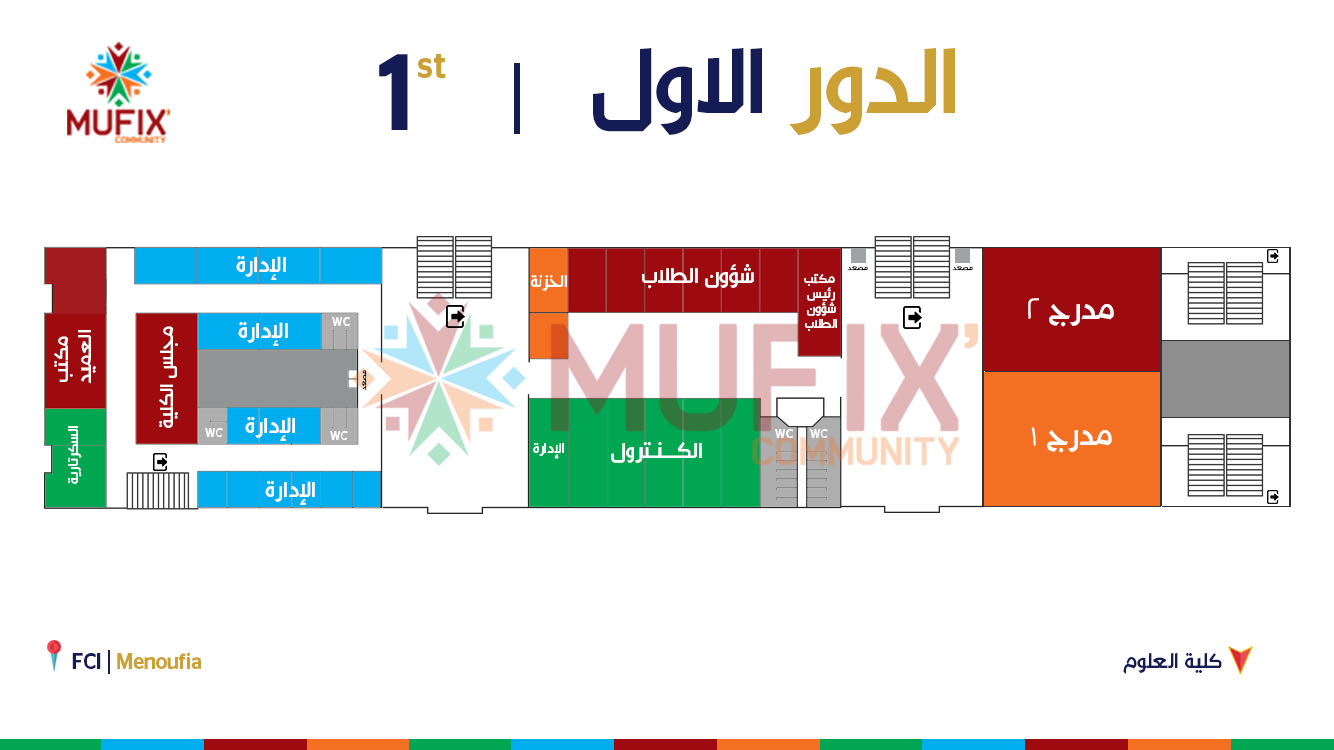 MUFIX'
COMMUNITY
الدور الاول | 1st
الإدارة
الخزنة
شؤون الطلاب
مكتب
رئيس
شؤون
الطلاب
مصعد
مصعد
مدرج ٢
مدرج ١
مكتب
العميد
السكرتارية
مجلس الكلية
الإدارة
WC
مصعد
WC
الإدارة
WC
الإدارة
الإدارة
الكـنـترول
WC
WC
MUFIX'
COMMUNITY
FCI | Menoufia
كلية العلوم